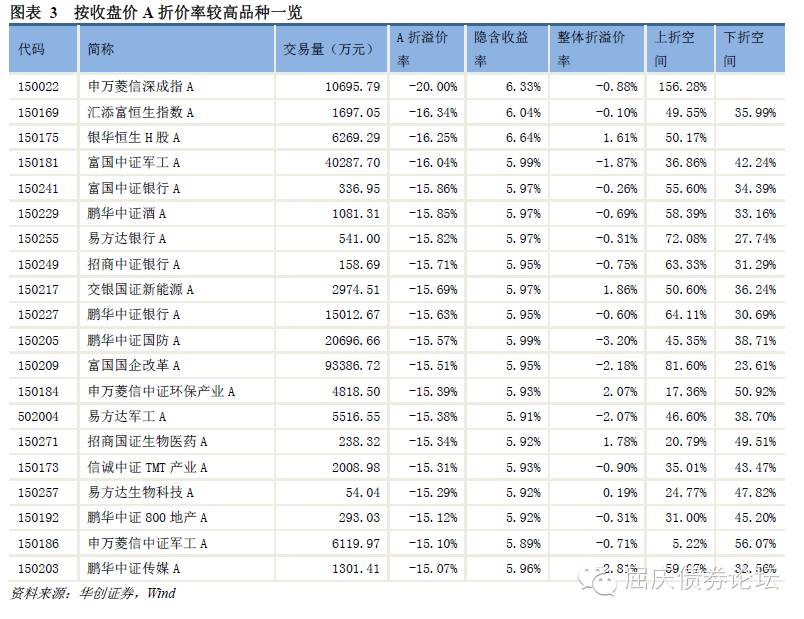 图表 3 按收盘价 A 折价率较高品种一览
代码 简称 交易量（万元） A 折溢价率 隐含收益率 整体折溢价率 上折空间 下折空间
150022 申万菱信深成指 A 10695.79 -20.00% 6.33% -0.88% 156.28%
150169 汇添富恒生指数 A 1697.05 -16.34% 6.04% -0.10% 49.55% 35.99%
150175 银华恒生 H 股 A 6269.29 -16.25% 6.64% 1.61% 50.17%
150181 富国中证军工 A 40287.70 -16.04% 5.99% -1.87% 36.86% 42.24%
150241 富国中证银行 A 336.95 -15.86% 5.97% -0.26% 55.60% 34.39%
150229 鹏华中证酒 A 1081.31 -15.85% 5.97% -0.69% 58.39% 33.16%
150255 易方达银行 A 541.00 -15.82% 5.97% -0.31% 72.08% 27.74%
150249 招商中证银行 A 158.69 -15.71% 5.95% -0.75% 63.33% 31.29%
150217 交银国证新能源 A 2974.51 -15.69% 5.97% 1.86% 50.60% 36.24%
150227 鹏华中证银行 A 15012.67 -15.63% 5.95% -0.60% 64.11% 30.69%
150205 鹏华中证国防 A 20696.66 -15.57% 5.99% -3.20% 45.35% 38.71%
150209 富国国企改革 A 93386.72 -15.51% 5.95% -2.18% 81.60% 23.61%
150184 申万菱信中证环保产业 A 4818.50 -15.39% 5.93% 2.07% 17.36% 50.92%
502004 易方达军工 A 5516.55 -15.38% 5.91% -2.07% 46.60% 38.70%
150271 招商国证生物医药 A 238.32 -15.34% 5.92% 1.78% 20.79% 49.51%
150173 信诚中证 TMT 产业 A 2008.98 -15.31% 5.93% -0.90% 35.01% 43.47%
150257 易方达生物科技 A 54.04 -15.29% 5.92% 0.19% 24.77% 47.82%
150192 鹏华中证 800 地产 A 293.03 -15.12% 5.92% -0.31% 31.00% 45.20%
150186 申万菱信中证军工 A 6119.97 -15.10% 5.89% -0.71% 5.22% 56.07%
150203 鹏华中证传媒 A 1301.41 -15.07% 5.96%
屈庆债券论坛
资料来源：华创证券，Wind